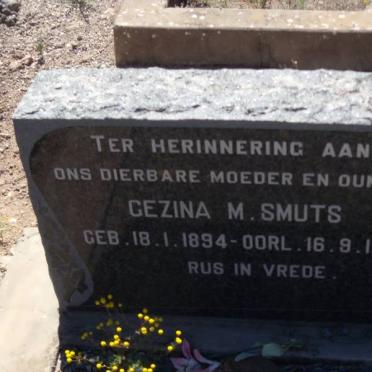 TER HERINNERING AAN
ONS DIERBARE MOEDER EN
GEZINA M. SMUTS
GEB. 18.1.1894-OORL. 16.9.1
RUS IN VREDE.